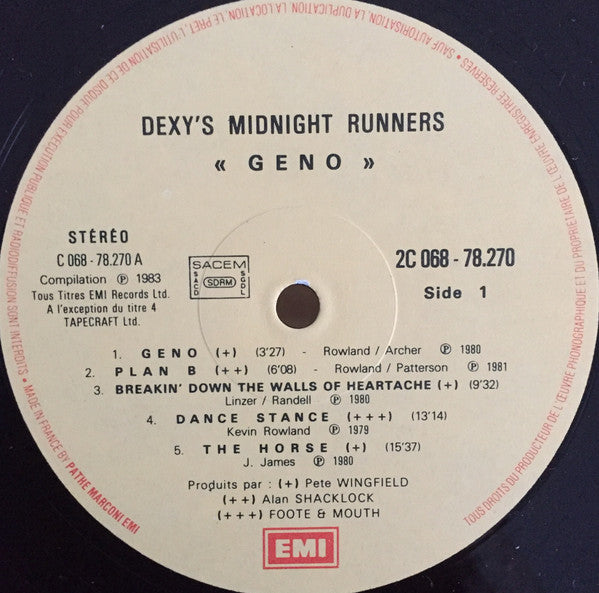 DEXY'S MIDNIGHT RUNNERS
« GENO »
STÉRÉO
C 068 - 78.270 A
Compilation ℗ 1983
Tous Titres EMI Records Ltd.
A l'exception du titre 4
TAPECRAFT Ltd.
SACEM
SACD
SDRM
SGDL
2C 068 - 78.270
Side 1
1. GENO (+) (3'27) - Rowland / Archer ℗ 1980
2. PLAN B (++) (6'08) - Rowland / Patterson ℗ 1981
3. BREAKIN' DOWN THE WALLS OF HEARTACHE (+) (9'32)
Linzer / Randell ℗ 1980
4. DANCE STANCE (+++) (13'14)
Kevin Rowland ℗ 1979
5. THE HORSE (+) (15'37)
J. James ℗ 1980
Produits par : (+) Pete WINGFIELD
(++) Alan SHACKLOCK
(+++) FOOTE & MOUTH
EMI
• MADE IN FRANCE BY PATHE MARCONI EMI
TOUS DROITS DU PRODUCTEUR DE L'ŒUVRE PHONOGRAPHIQUE ET DU PROPRIETAIRE DE L'ŒUVRE ENREGISTREE RESERVES • SAUF AUTORISATION LA DUPLICATION, LA LOCATION, LE PRET, L'UTILISATION DE CE DISQUE POUR EXECUTION PUBLIQUE ET RADIODIFFUSION SONT INTERDITS